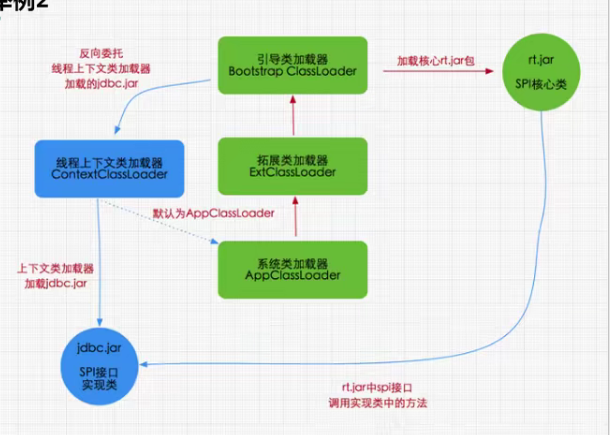 举例2
反向委托
线程上下文类加载器
加载的jdbc.jar
引导类加载器
Bootstrap ClassLoader
加载核心rt.jar包
rt.jar
SPI核心类
线程上下文类加载器
ContextClassLoader
拓展类加载器
ExtClassLoader
默认为AppClassLoader
系统类加载器
AppClassLoader
上下文类加载器
加载jdbc.jar
jdbc.jar
SPI接口
实现类
rt.jar中spi接口
调用实现类中的方法